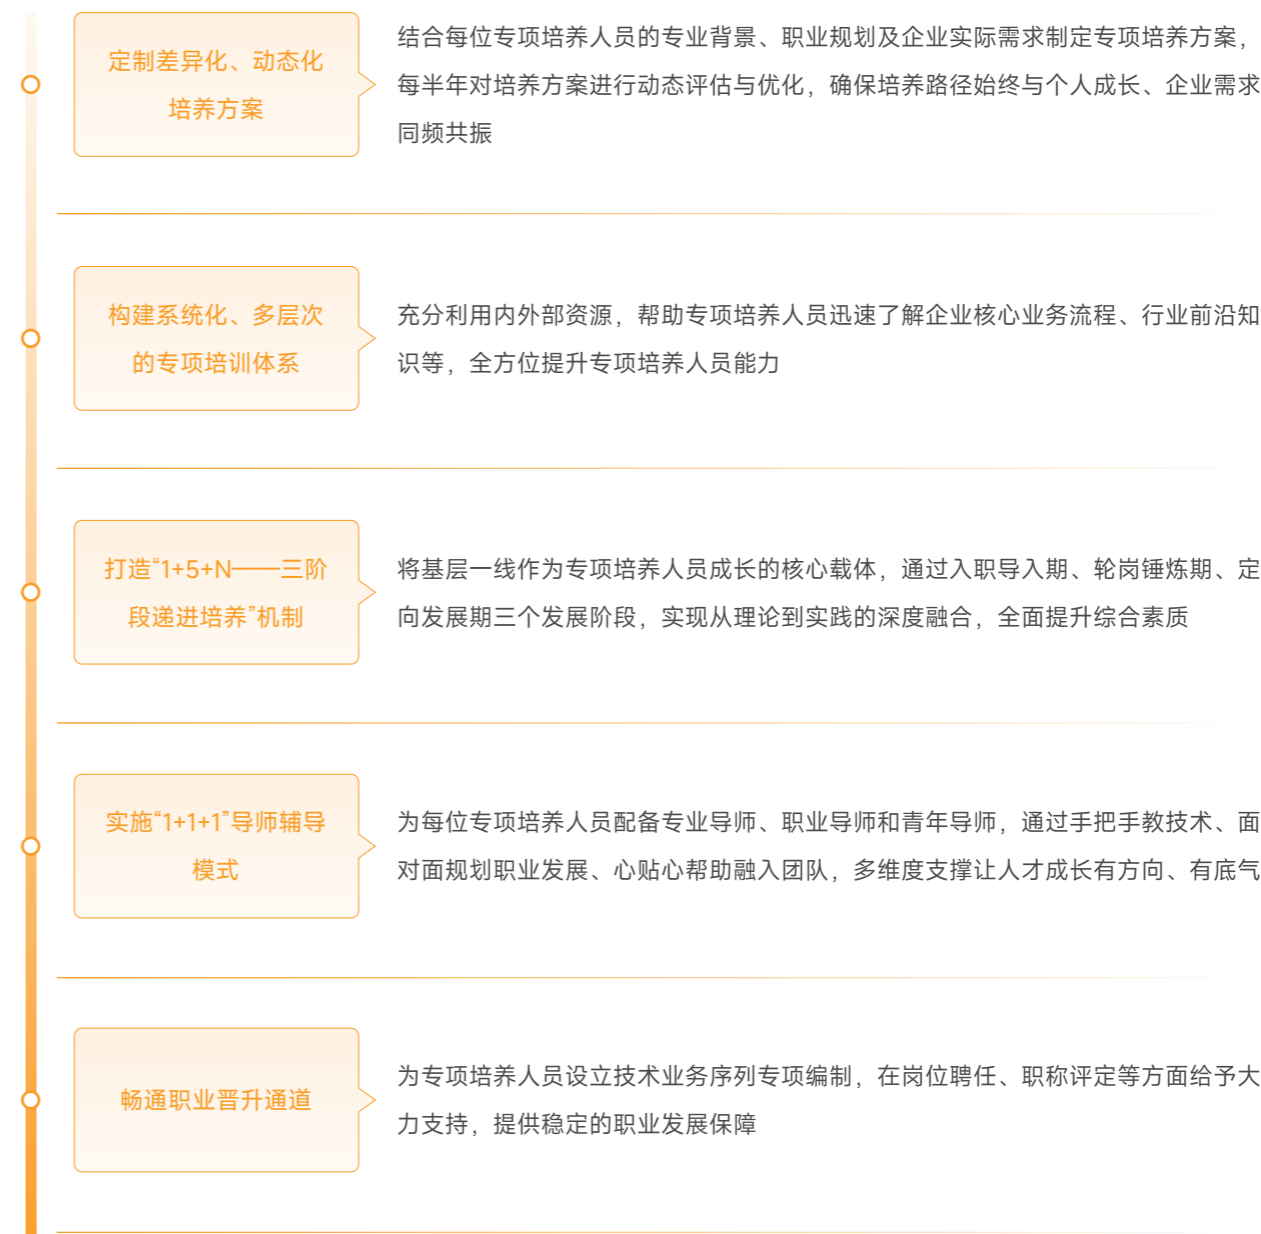 定制差异化、动态化
培养方案
结合每位专项培养人员的专业背景、职业规划及企业实际需求制定专项培养方案，
每半年对培养方案进行动态评估与优化，确保培养路径始终与个人成长、企业需求
同频共振
构建系统化、多层次
的专项培训体系
充分利用内外部资源，帮助专项培养人员迅速了解企业核心业务流程、行业前沿知
识等，全方位提升专项培养人员能力
打造“1+5+N——三阶
段递进培养”机制
将基层一线作为专项培养人员成长的核心载体，通过入职导入期、轮岗锤炼期、定
向发展期三个发展阶段，实现从理论到实践的深度融合，全面提升综合素质
实施“1+1+1”导师辅导
模式
为每位专项培养人员配备专业导师、职业导师和青年导师，通过手把手教技术、面
对面规划职业发展、心贴心帮助融入团队，多维度支撑让人才成长有方向、有底气
畅通职业晋升通道
为专项培养人员设立技术业务序列专项编制，在岗位聘任、职称评定等方面给予大
力支持，提供稳定的职业发展保障